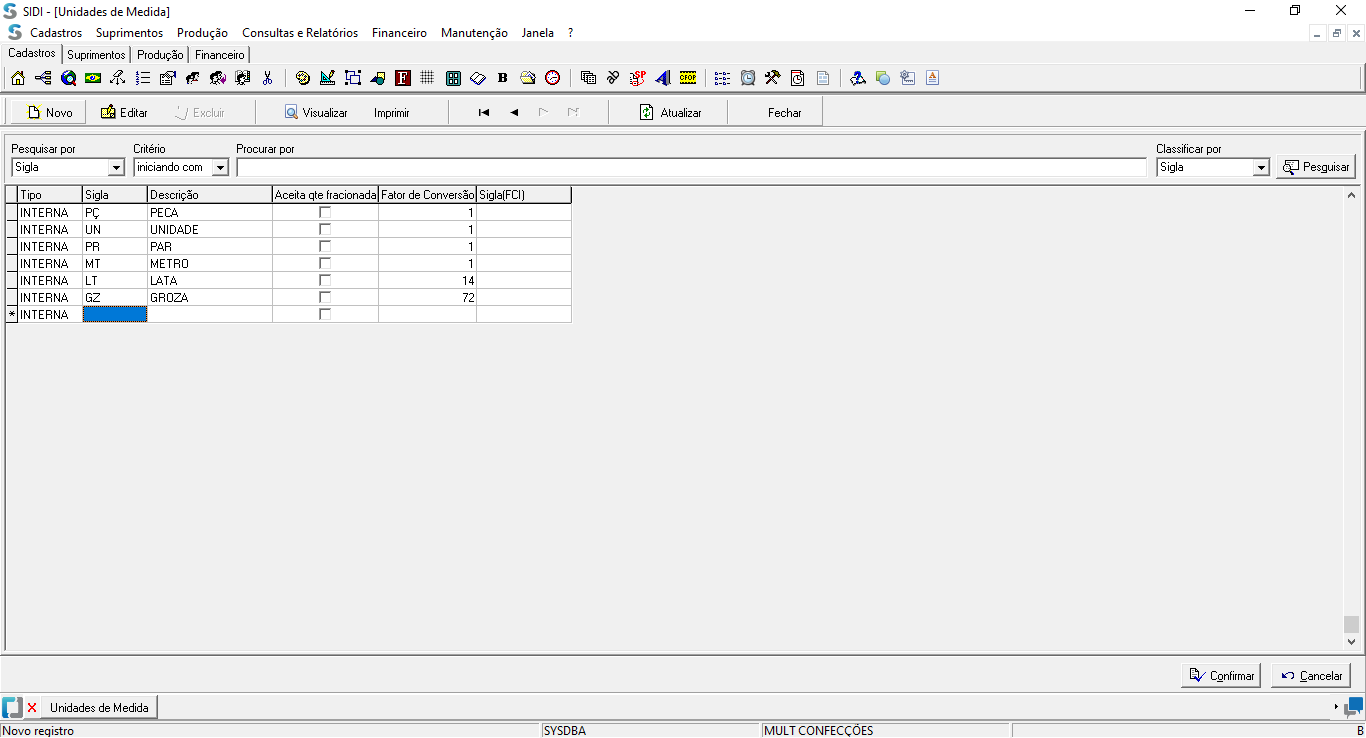 SIDI - [Unidades de Medida]
Cadastros Suprimentos Produção Consultas e Relatórios Financeiro Manutenção Janela ?
Cadastros Suprimentos Produção Financeiro
F B SP CFOP A
Novo Editar Excluir Visualizar Imprimir Atualizar Fechar
Pesquisar por Critério Procurar por Classificar por
Sigla iniciando com Sigla Pesquisar
Tipo Sigla Descrição Aceita qte fracionada Fator de Conversão Sigla(FCI)
INTERNA PÇ PECA 1
INTERNA UN UNIDADE 1
INTERNA PR PAR 1
INTERNA MT METRO 1
INTERNA LT LATA 14
INTERNA GZ GROZA 72
* INTERNA
Confirmar Cancelar
Unidades de Medida
Novo registro SYSDBA MULT CONFECÇÕES B